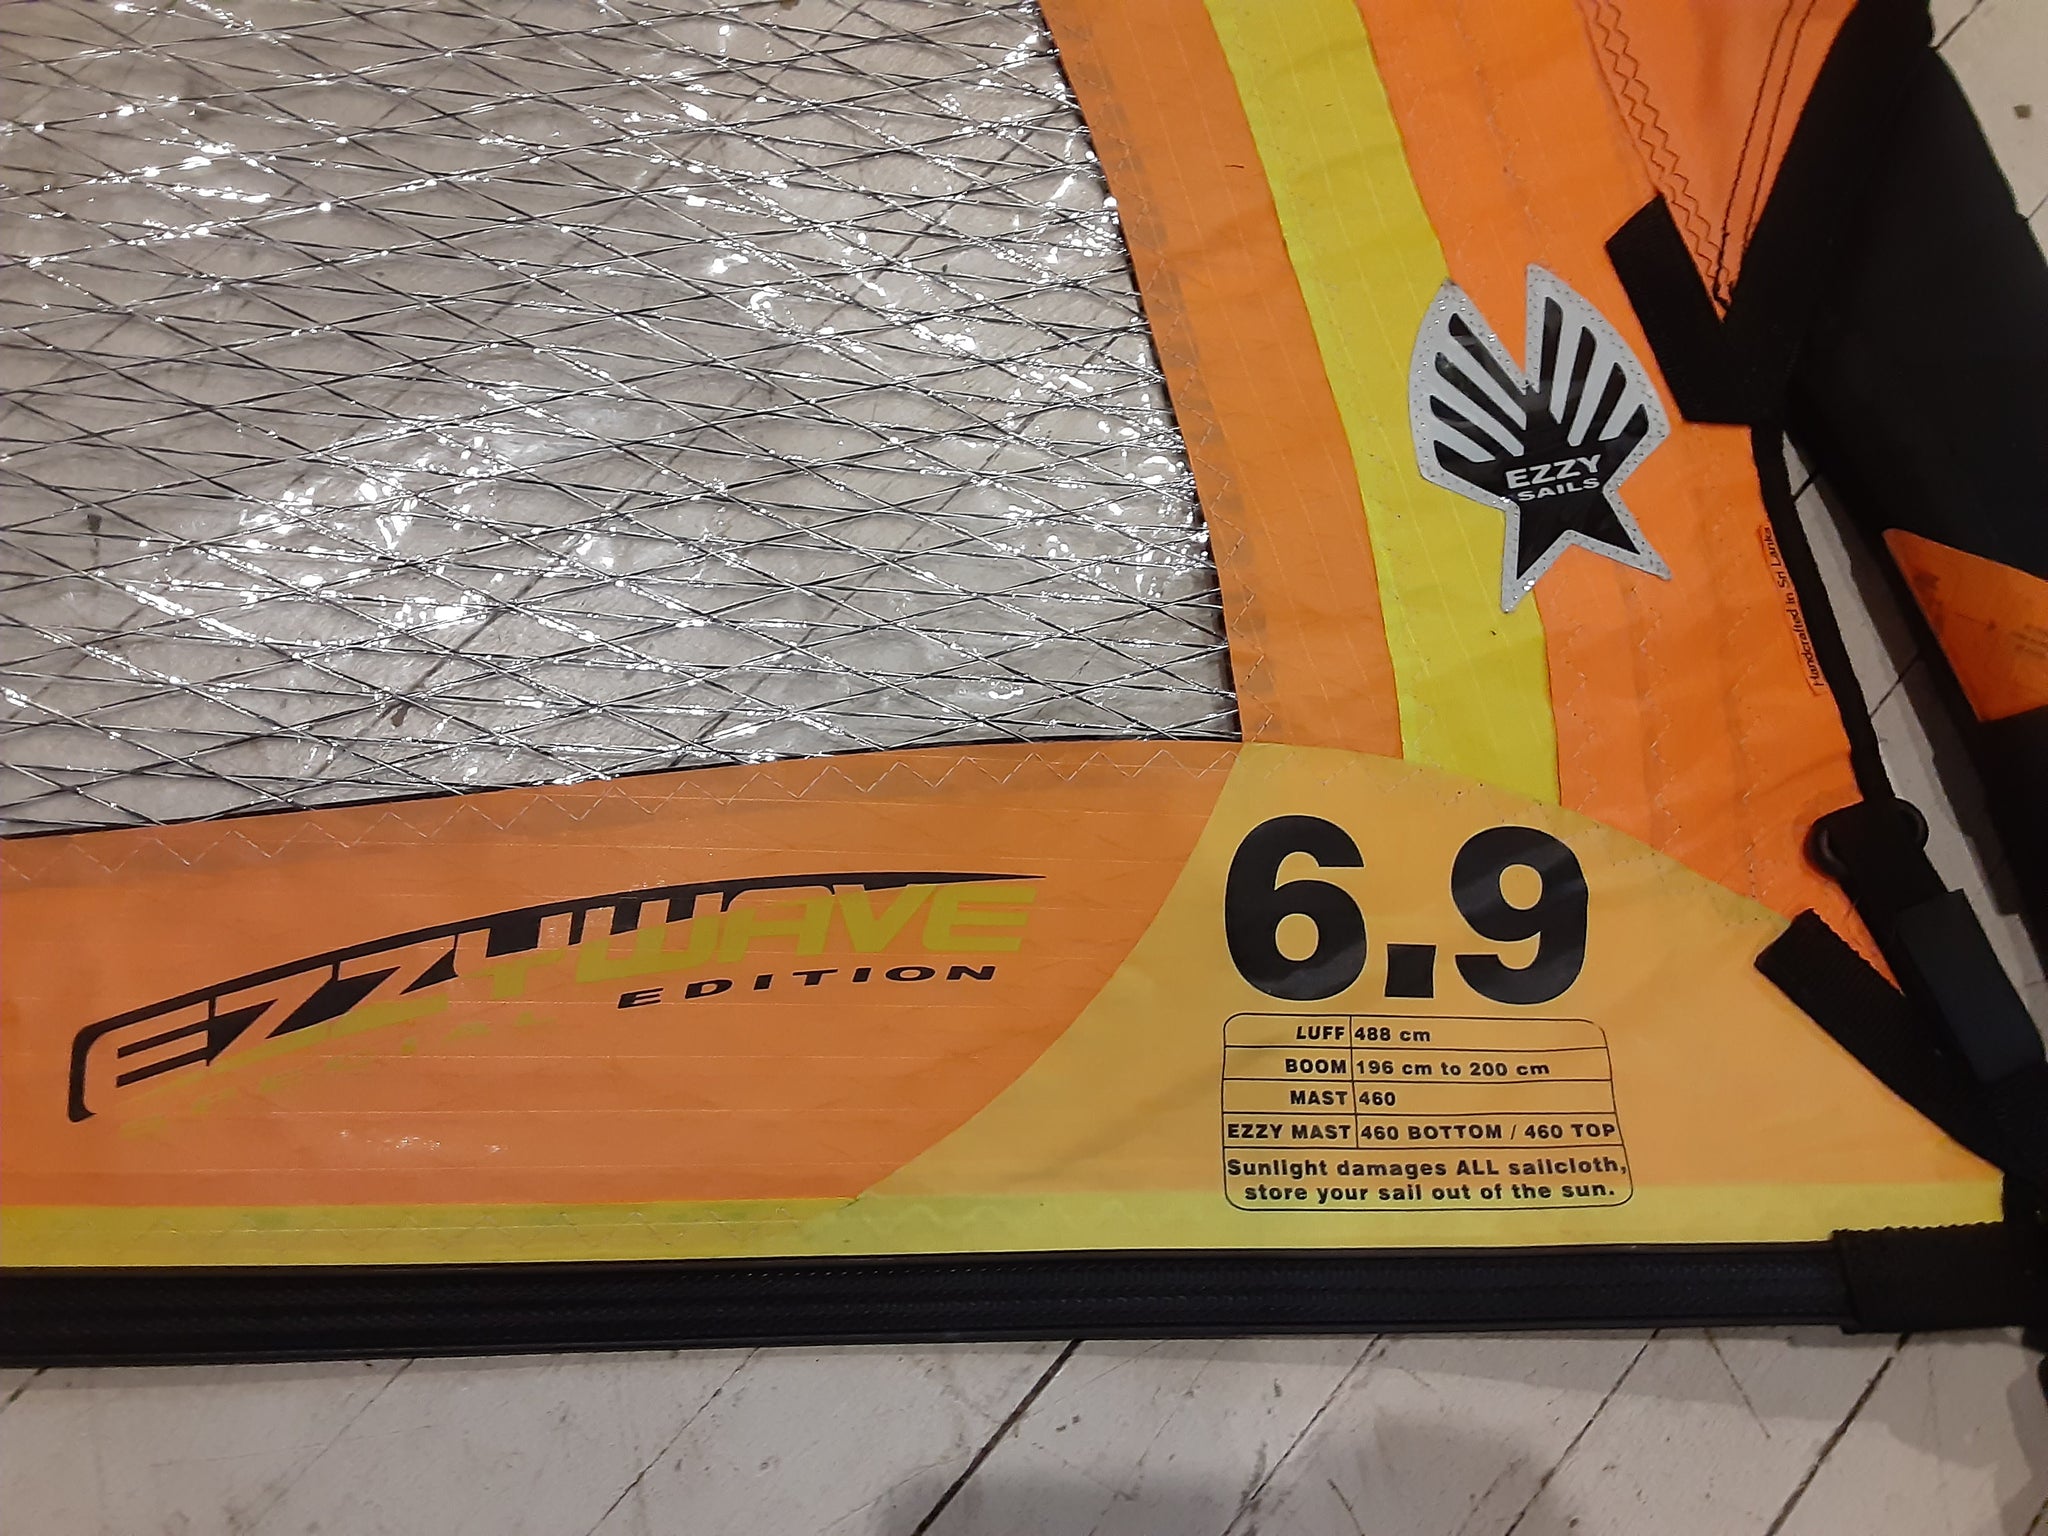 EZZY
SAILS
Handcrafted in Sri Lanka
EZZY
WAVE
EDITION
6.9
LUFF 488 cm
BOOM 196 cm to 200 cm
MAST 460
EZZY MAST 460 BOTTOM / 460 TOP
Sunlight damages ALL sailcloth,
store your sail out of the sun.